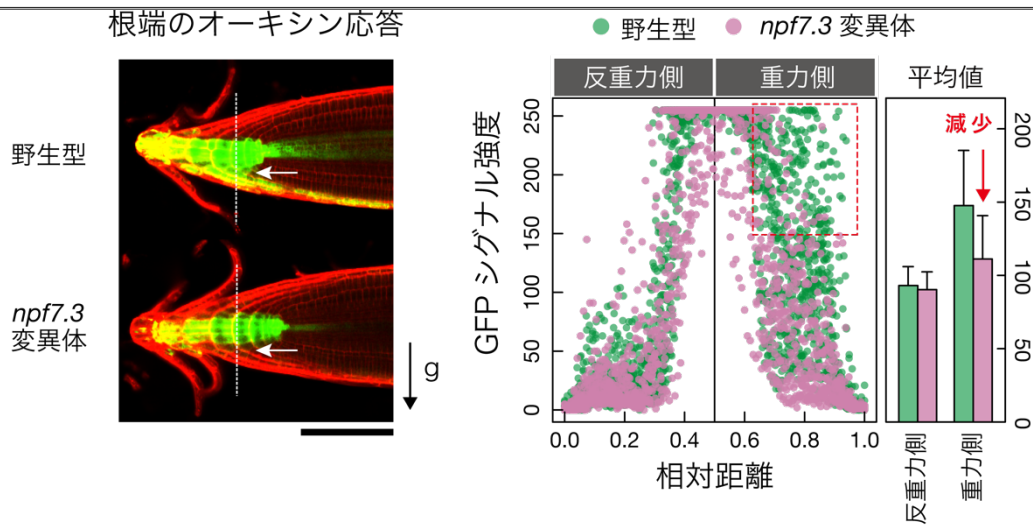 根端のオーキシン応答
野生型
npf7.3
変異体
g
野生型 npf7.3 変異体
反重力側 重力側 平均値
GFP シグナル強度
250
200
150
100
50
0
0.0 0.2 0.4 0.6 0.8 1.0
相対距離
減少
200
150
100
50
0
反重力側
重力側